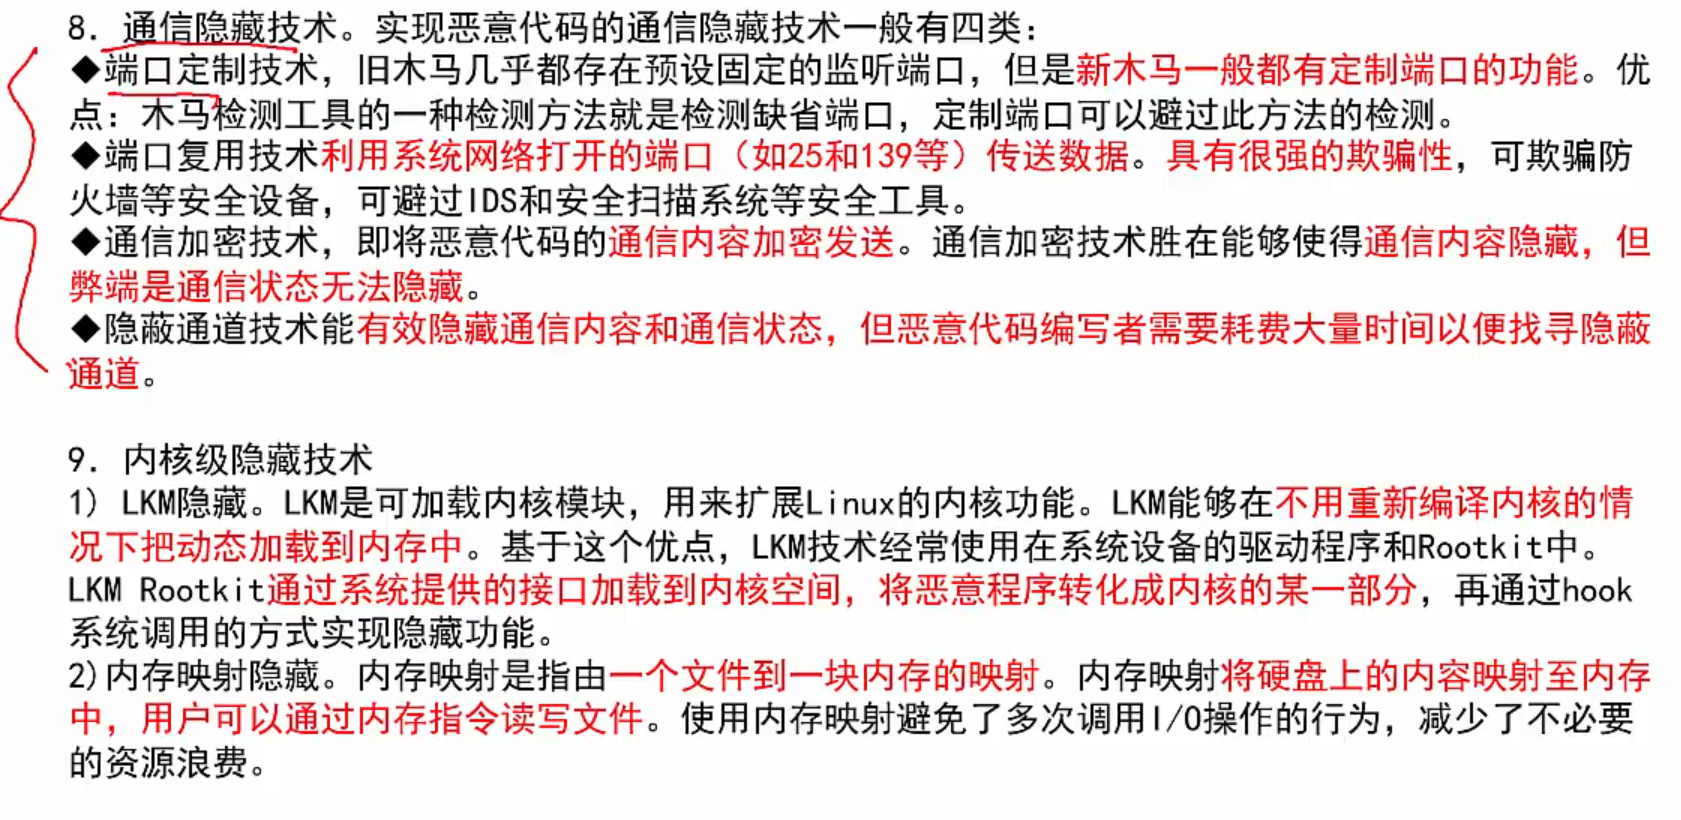 8. 通信隐藏技术。实现恶意代码的通信隐藏技术一般有四类：
◆端口定制技术，旧木马几乎都存在预设固定的监听端口，但是新木马一般都有定制端口的功能。优
点：木马检测工具的一种检测方法就是检测缺省端口，定制端口可以避过此方法的检测。
◆端口复用技术利用系统网络打开的端口（如25和139等）传送数据。具有很强的欺骗性，可欺骗防
火墙等安全设备，可避过IDS和安全扫描系统等安全工具。
◆通信加密技术，即将恶意代码的通信内容加密发送。通信加密技术胜在能够使得通信内容隐藏，但
弊端是通信状态无法隐藏。
◆隐蔽通道技术能有效隐藏通信内容和通信状态，但恶意代码编写者需要耗费大量时间以便找寻隐蔽
通道。
9. 内核级隐藏技术
1) LKM隐藏。LKM是可加载内核模块，用来扩展Linux的内核功能。LKM能够在不用重新编译内核的情
况下把动态加载到内存中。基于这个优点，LKM技术经常使用在系统设备的驱动程序和Rootkit中。
LKM Rootkit通过系统提供的接口加载到内核空间，将恶意程序转化成内核的某一部分，再通过hook
系统调用的方式实现隐藏功能。
2)内存映射隐藏。内存映射是指由一个文件到一块内存的映射。内存映射将硬盘上的内容映射至内存
中，用户可以通过内存指令读写文件。使用内存映射避免了多次调用I/O操作的行为，减少了不必要
的资源浪费。